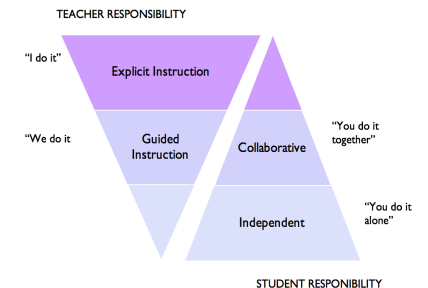 TEACHER RESPONSIBILITY
“I do it”
Explicit Instruction
“We do it
Guided
Instruction
Collaborative
“You do it
together”
Independent
“You do it
alone”
STUDENT RESPONIBILITY